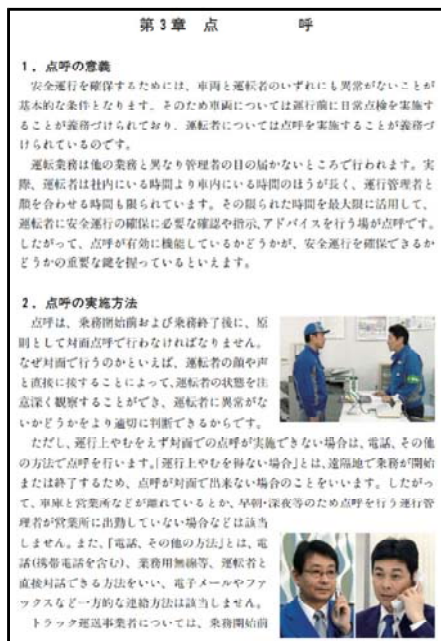 第3章 点 呼
1．点呼の意義
安全運行を確保するためには、車両と運転者のいずれにも異常がないことが
基本的な条件となります。そのため車両については運行前に日常点検を実施す
ることが義務づけられており、運転者については点呼を実施することが義務づ
けられているのです。
運転業務は他の業務と異なり管理者の目の届かないところで行われます。実
際、運転者は社内にいる時間より車内にいる時間のほうが長く、運行管理者と
顔を合わせる時間も限られています。その限られた時間を最大限に活用して、
運転者に安全運行の確保に必要な確認や指示、アドバイスを行う場が点呼です。
したがって、点呼が有効に機能しているかどうかが、安全運行を確保できるか
どうかの重要な鍵を握っているといえます。
2．点呼の実施方法
点呼は、乗務開始前および乗務終了後に、原
則として対面点呼で行わなければなりません。
なぜ対面で行うのかといえば、運転者の顔や声
と直接に接することによって、運転者の状態を注
意深く観察することができ、運転者に異常がな
いかどうかをより適切に判断できるからです。
ただし、運行上やむをえず対面での点呼が実施できない場合は、電話、その他
の方法で点呼を行います。「運行上やむを得ない場合」とは、遠隔地で乗務が開始
または終了するため、点呼が対面で出来ない場合のことをいいます。したがっ
て、車庫と営業所などが離れているとか、早朝・深夜等のため点呼を行う運行管
理者が営業所に出勤していない場合などは該当
しません。また、「電話、その他の方法」とは、電
話(携帯電話を含む)、業務用無線等、運転者と
直接対話できる方法をいい、電子メールやファ
ックスなど一方的な連絡方法は該当しません。
トラック運送事業者については、乗務開始前